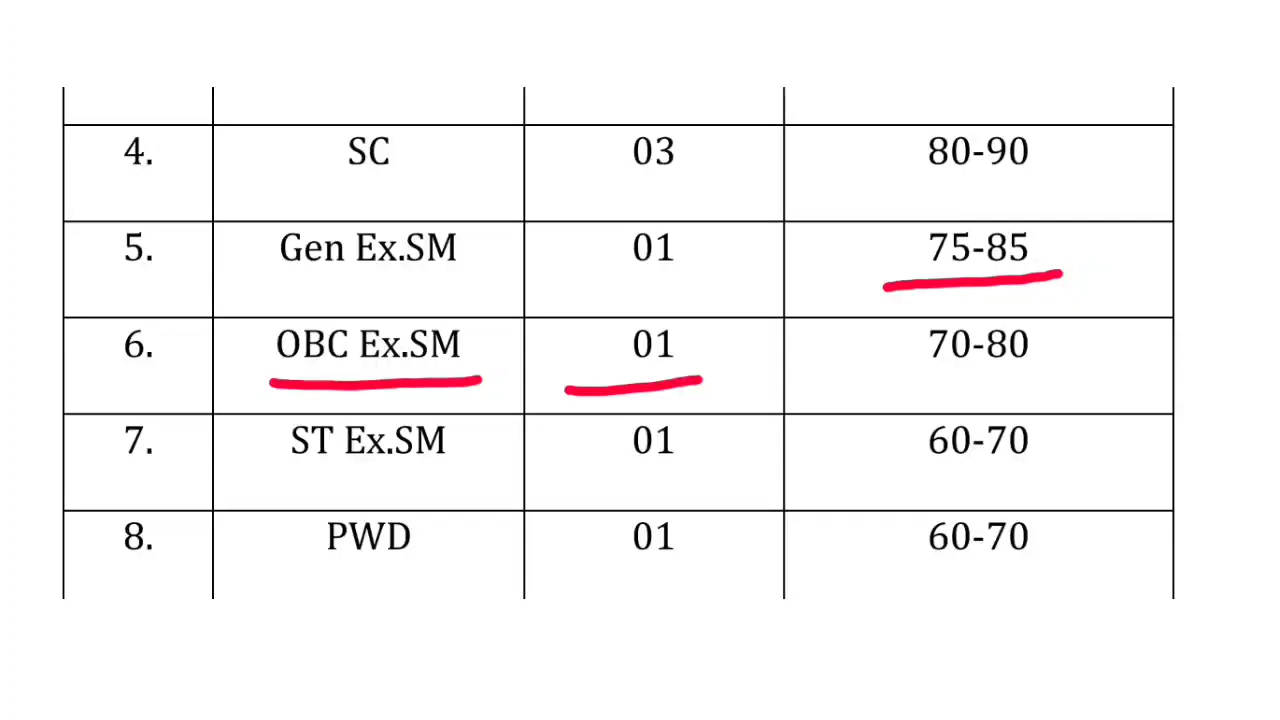 4. SC 03 80-90
5. Gen Ex.SM 01 75-85
6. OBC Ex.SM 01 70-80
7. ST Ex.SM 01 60-70
8. PWD 01 60-70